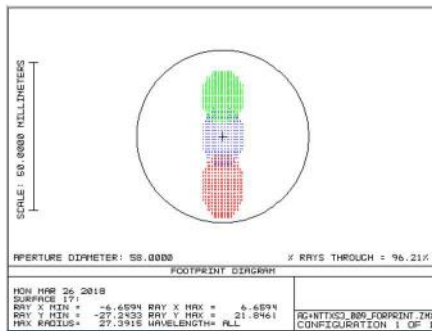 SCALE: 60.0000 MILLIMETERS
APERTURE DIAMETER: 58.0000 % RAYS THROUGH = 96.21%
FOOTPRINT DIAGRAM
MON MAR 26 2018
SURFACE 17:
RAY X MIN = -6.6594 RAY X MAX = 6.6594
RAY Y MIN = -27.2433 RAY Y MAX = 21.8461
MAX RADIUS= 27.3915 WAVELENGTH= ALL
CONFIGURATION 1 OF